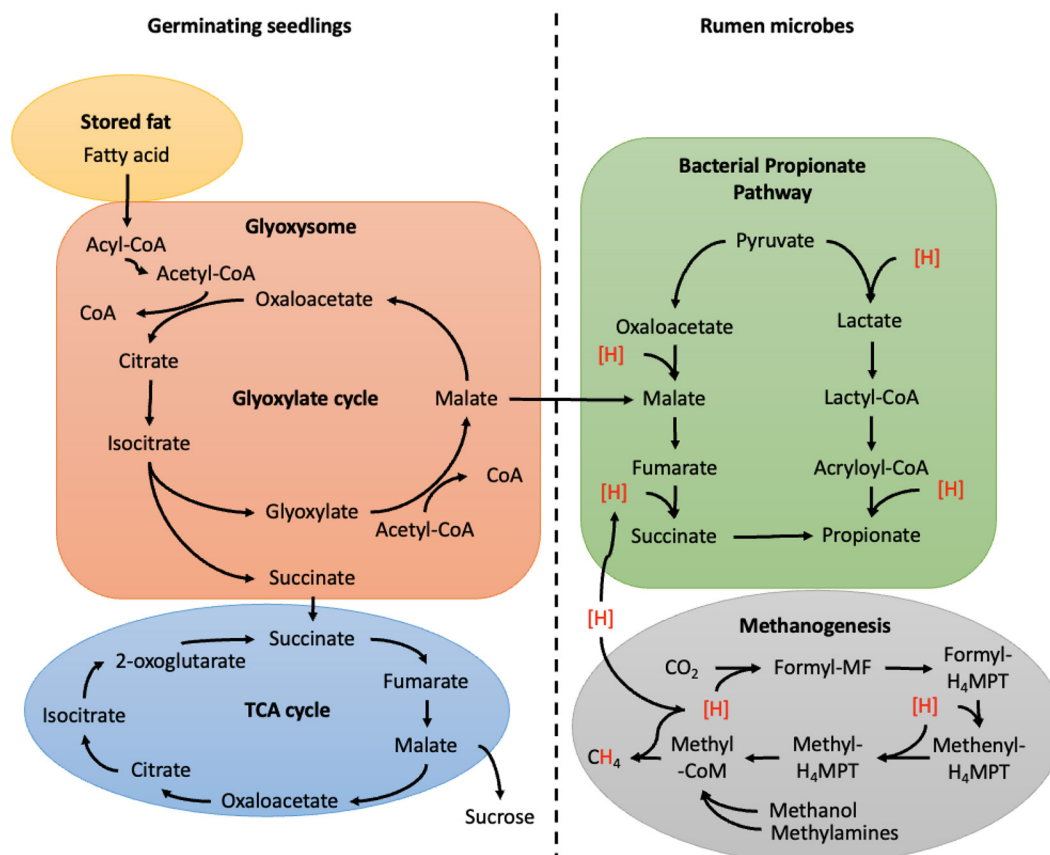 Germinating seedlings
Rumen microbes
Stored fat
Fatty acid
Glyoxysome
Acyl-CoA
Acetyl-CoA
CoA
Oxaloacetate
Citrate
Glyoxylate cycle
Malate
Isocitrate
CoA
Glyoxylate
Acetyl-CoA
Succinate
Succinate
2-oxoglutarate
Fumarate
Isocitrate
TCA cycle
Malate
Citrate
Oxaloacetate
Sucrose
Bacterial Propionate
Pathway
Pyruvate
[H]
Oxaloacetate
Lactate
[H]
Malate
Lactyl-CoA
Fumarate
Acryloyl-CoA
[H]
[H]
Succinate
Propionate
[H]
Methanogenesis
CO₂
Formyl-MF
Formyl-
H₄MPT
[H]
[H]
CH₄
Methyl
-CoM
Methyl-
H₄MPT
Methenyl-
H₄MPT
Methanol
Methylamines